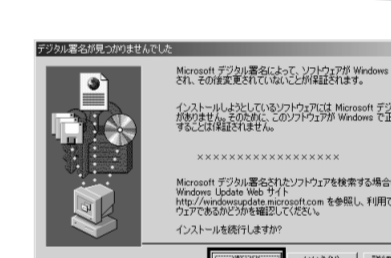 デジタル署名が見つかりませんでした
Microsoft デジタル署名によって、ソフトウェアが Windows
され、その後変更されていないことが保証されます。
インストールしようとしているソフトウェアには Microsoft デジ
がありません。そのために、このソフトウェアが Windows で正
することは保証されません。
××××××××××××××××××
Microsoft デジタル署名されたソフトウェアを検索する場合
Windows Update Web サイト
http://windowsupdate.microsoft.com を参照し、利用で
ウェアであるかどうかを確認してください。
インストールを続行しますか?